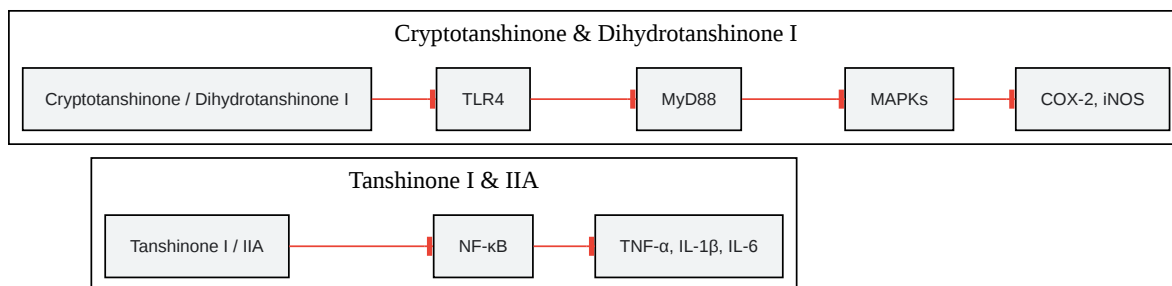 Cryptotanshinone & Dihydrotanshinone I
Cryptotanshinone / Dihydrotanshinone I
TLR4
MyD88
MAPKs
COX-2, iNOS
Tanshinone I & IIA
Tanshinone I / IIA
NF-κB
TNF-α, IL-1β, IL-6